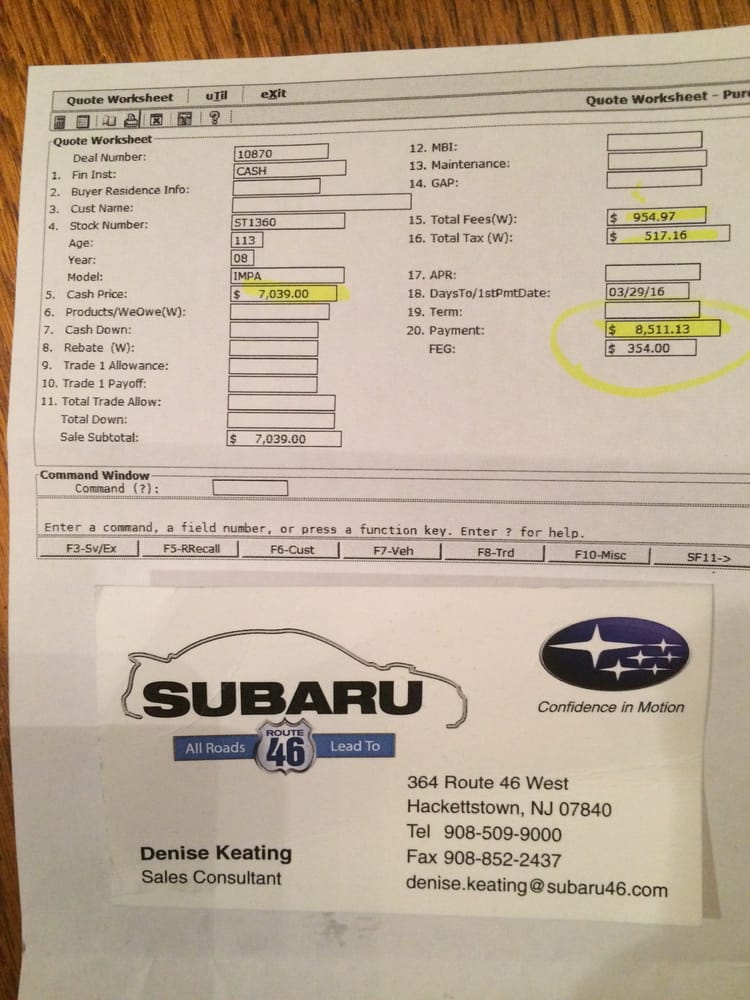 Quote Worksheet uTil eXit
Quote Worksheet - Pur
Quote Worksheet
Deal Number: 10870
1. Fin Inst: CASH
2. Buyer Residence Info:
3. Cust Name:
4. Stock Number: ST1360
Age: 113
Year: 08
Model: IMPA
5. Cash Price: $ 7,039.00
6. Products/WeOwe(W):
7. Cash Down:
8. Rebate (W):
9. Trade 1 Allowance:
10. Trade 1 Payoff:
11. Total Trade Allow:
Total Down:
Sale Subtotal: $ 7,039.00
12. MBI:
13. Maintenance:
14. GAP:
15. Total Fees(W): $ 954.97
16. Total Tax (W): $ 517.16
17. APR:
18. DaysTo/1stPmtDate: 03/29/16
19. Term:
20. Payment: $ 8,511.13
FEG: $ 354.00
Command Window
Command (?):
Enter a command, a field number, or press a function key. Enter ? for help.
F3-Sv/Ex F5-RRecall F6-Cust F7-Veh F8-Trd F10-Misc SF11->
SUBARU
All Roads ROUTE 46 Lead To
Confidence in Motion
364 Route 46 West
Hackettstown, NJ 07840
Tel 908-509-9000
Fax 908-852-2437
denise.keating@subaru46.com
Denise Keating
Sales Consultant